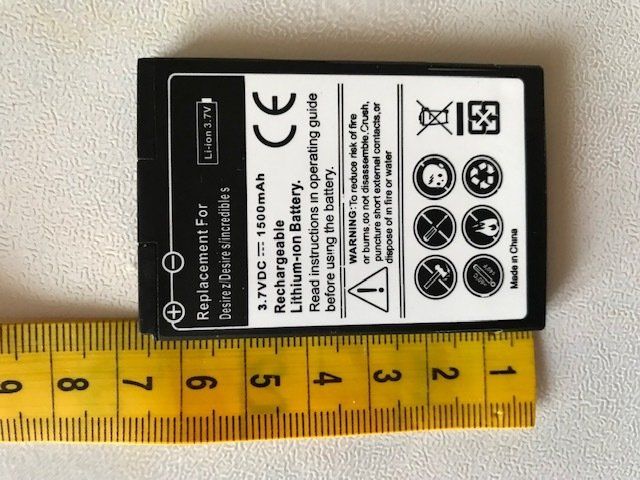 Li-ion 3.7V
Replacement For
Desire z/Desire s/incredible s
3.7VDC ⎓ 1500mAh
Rechargeable
Lithium-ion Battery.
Read instructions in operating guide
before using the battery.
CE
WARNING:To reduce risk of fire
or burns,do not disassemble,Crush,
puncture short external contacts,or
dispose of in fire or water
Made in China
+ −
9 8 7 6 5 4 3 2 1